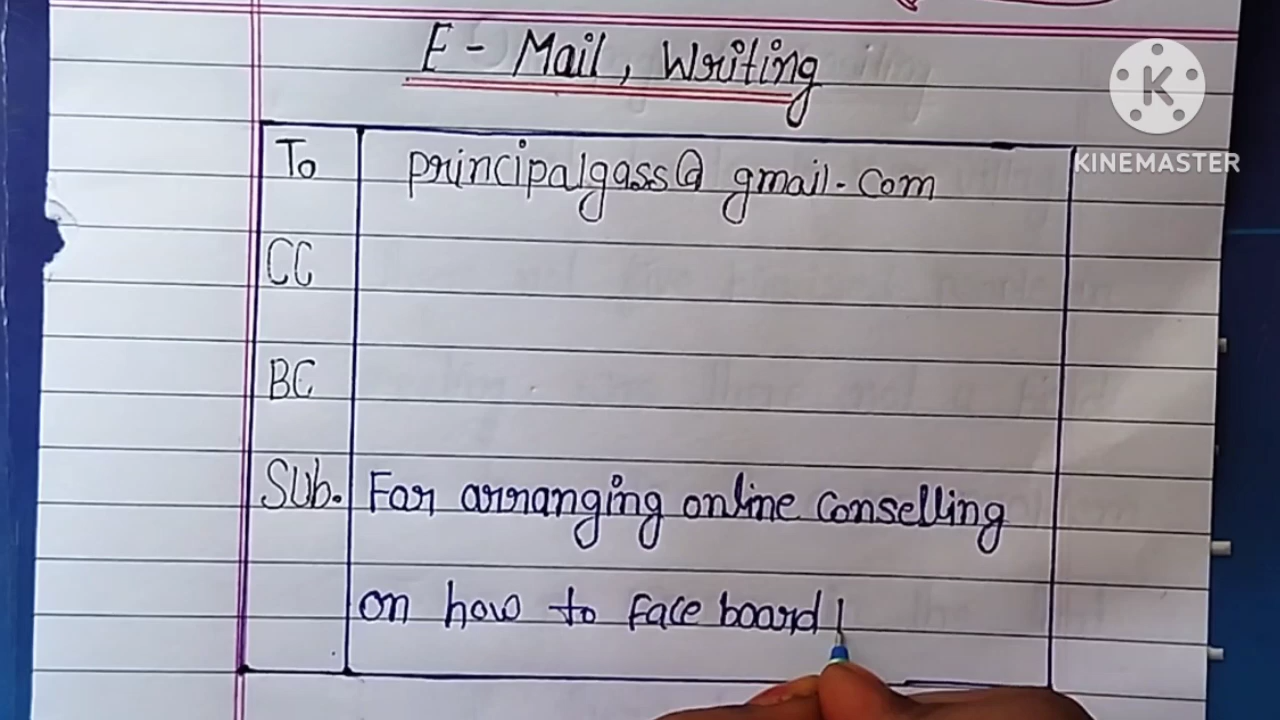 E - Mail, Writing
K
KINEMASTER
To principalgass@ gmail.com
CC
BC
Sub. For arranging online conselling
on how to face board